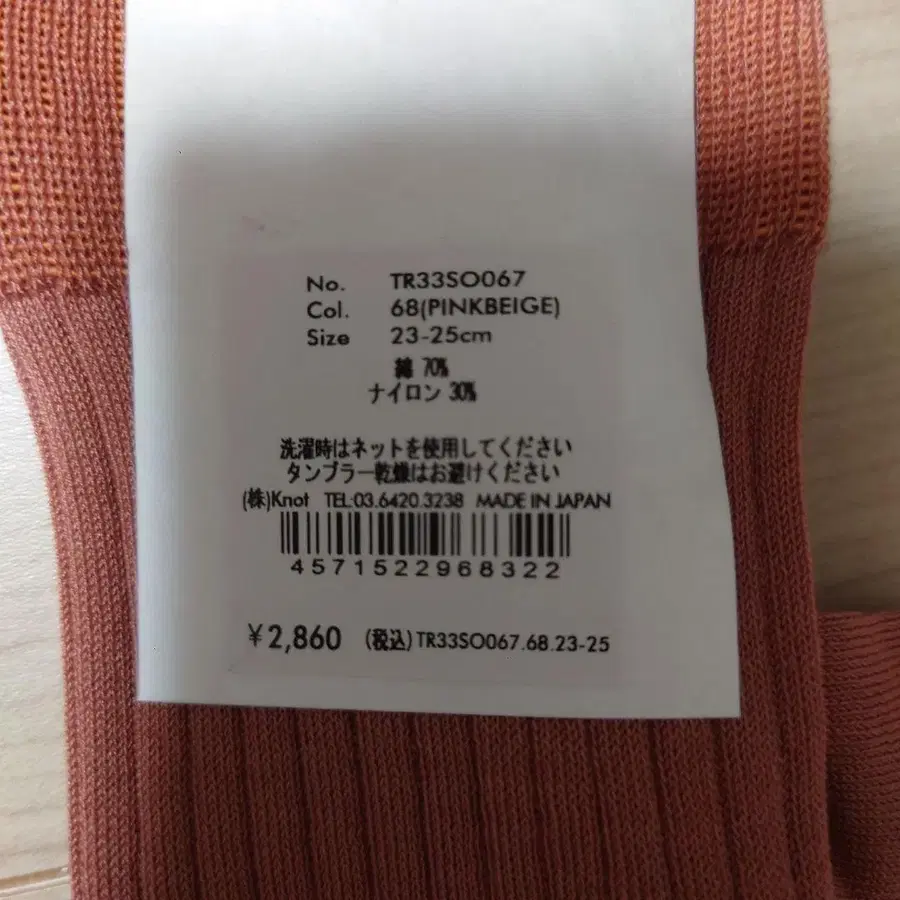 No. TR33SO067
Col. 68(PINKBEIGE)
Size 23-25cm
綿 70%
ナイロン 30%
洗濯時はネットを使用してください
タンブラー乾燥はお避けください
(株)Knot TEL:03.6420.3238 MADE IN JAPAN
4571522968322
¥2,860 (税込) TR33SO067.68.23-25